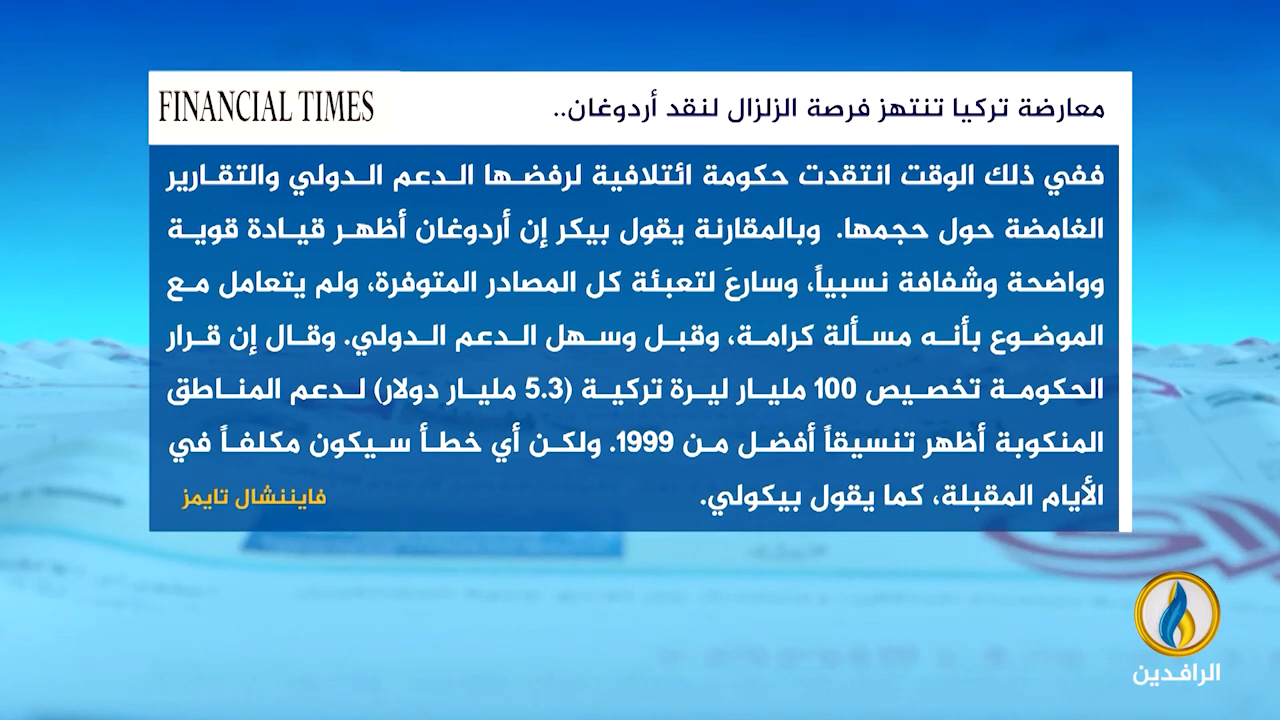 FINANCIAL TIMES
معارضة تركيا تنتهز فرصة الزلزال لنقد أردوغان..
ففي ذلك الوقت انتقدت حكومة ائتلافية لرفضها الدعم الدولي والتقارير
الغامضة حول حجمها. وبالمقارنة يقول بيكر إن أردوغان أظهر قيادة قوية
وواضحة وشفافة نسبياً، وسارعَ لتعبئة كل المصادر المتوفرة، ولم يتعامل مع
الموضوع بأنه مسألة كرامة، وقبل وسهل الدعم الدولي. وقال إن قرار
الحكومة تخصيص 100 مليار ليرة تركية (5.3 مليار دولار) لدعم المناطق
المنكوبة أظهر تنسيقاً أفضل من 1999. ولكن أي خطأ سيكون مكلفاً في
الأيام المقبلة، كما يقول بيكولي.
فايننشال تايمز
الرافدين